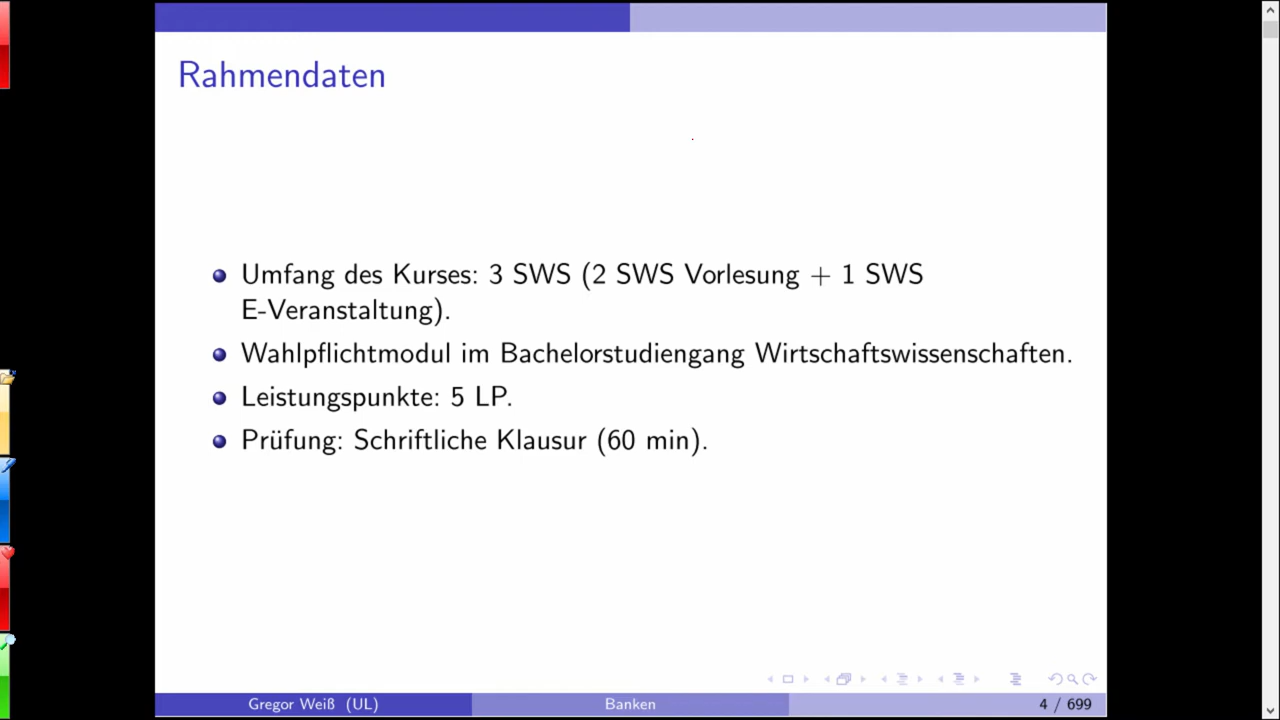 Rahmendaten
Umfang des Kurses: 3 SWS (2 SWS Vorlesung + 1 SWS
E-Veranstaltung).
Wahlpflichtmodul im Bachelorstudiengang Wirtschaftswissenschaften.
Leistungspunkte: 5 LP.
Prüfung: Schriftliche Klausur (60 min).
Gregor Weiß (UL) Banken 4 / 699